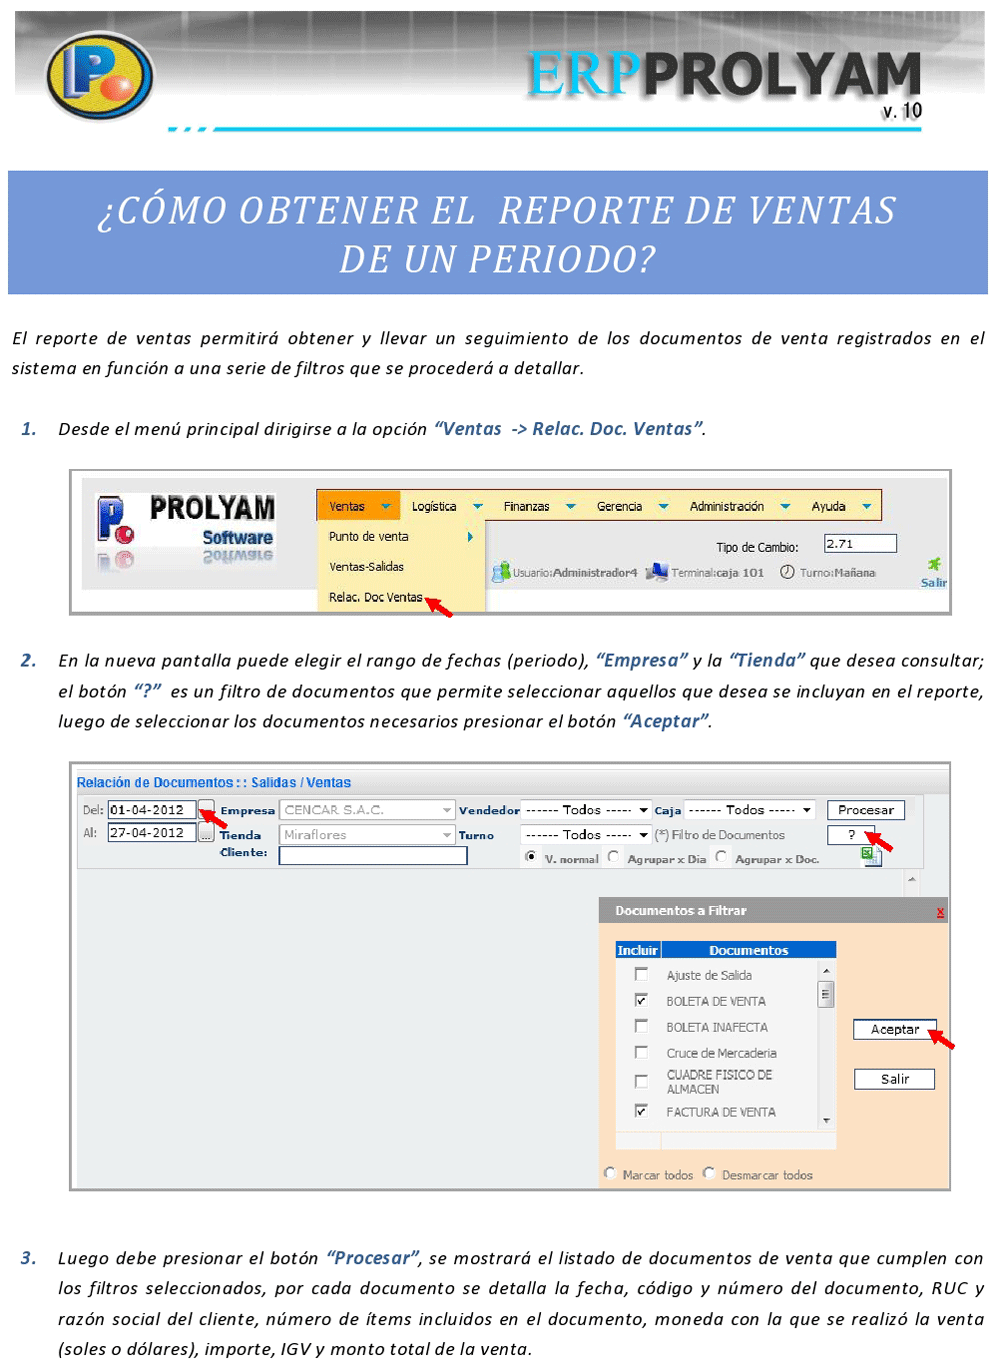 ERPPROLYAM
v. 10
¿CÓMO OBTENER EL REPORTE DE VENTAS
DE UN PERIODO?
El reporte de ventas permitirá obtener y llevar un seguimiento de los documentos de venta registrados en el
sistema en función a una serie de filtros que se procederá a detallar.
1. Desde el menú principal dirigirse a la opción “Ventas -> Relac. Doc. Ventas”.
PROLYAM
Software
Ventas Logística Finanzas Gerencia Administración Ayuda
Punto de venta
Ventas-Salidas
Relac. Doc Ventas
Tipo de Cambio: 2.71
Usuario:Administrador4 Terminal:caja 101 Turno:Mañana
Salir
2. En la nueva pantalla puede elegir el rango de fechas (periodo), “Empresa” y la “Tienda” que desea consultar;
el botón “?” es un filtro de documentos que permite seleccionar aquellos que desea se incluyan en el reporte,
luego de seleccionar los documentos necesarios presionar el botón “Aceptar”.
Relación de Documentos : : Salidas / Ventas
Del: 01-04-2012 ... Empresa CENCAR S.A.C. Vendedor ------ Todos ----- Caja ------ Todos -----
Procesar
Al: 27-04-2012 ... Tienda Miraflores Turno ------ Todos ----- (*) Filtro de Documentos ?
Cliente: V. normal Agrupar x Dia Agrupar x Doc.
Documentos a Filtrar x
Incluir Documentos
Ajuste de Salida
BOLETA DE VENTA
BOLETA INAFECTA
Cruce de Mercaderia
CUADRE FISICO DE
ALMACEN
FACTURA DE VENTA
Aceptar
Salir
Marcar todos Desmarcar todos
3. Luego debe presionar el botón “Procesar”, se mostrará el listado de documentos de venta que cumplen con
los filtros seleccionados, por cada documento se detalla la fecha, código y número del documento, RUC y
razón social del cliente, número de ítems incluidos en el documento, moneda con la que se realizó la venta
(soles o dólares), importe, IGV y monto total de la venta.